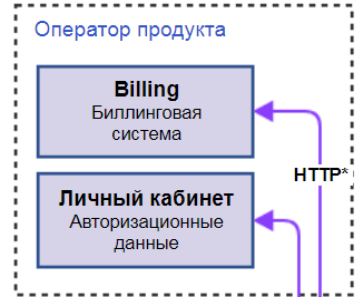 Оператор продукта
Billing
Биллинговая
система
HTTP*
Личный кабинет
Авторизационные
данные